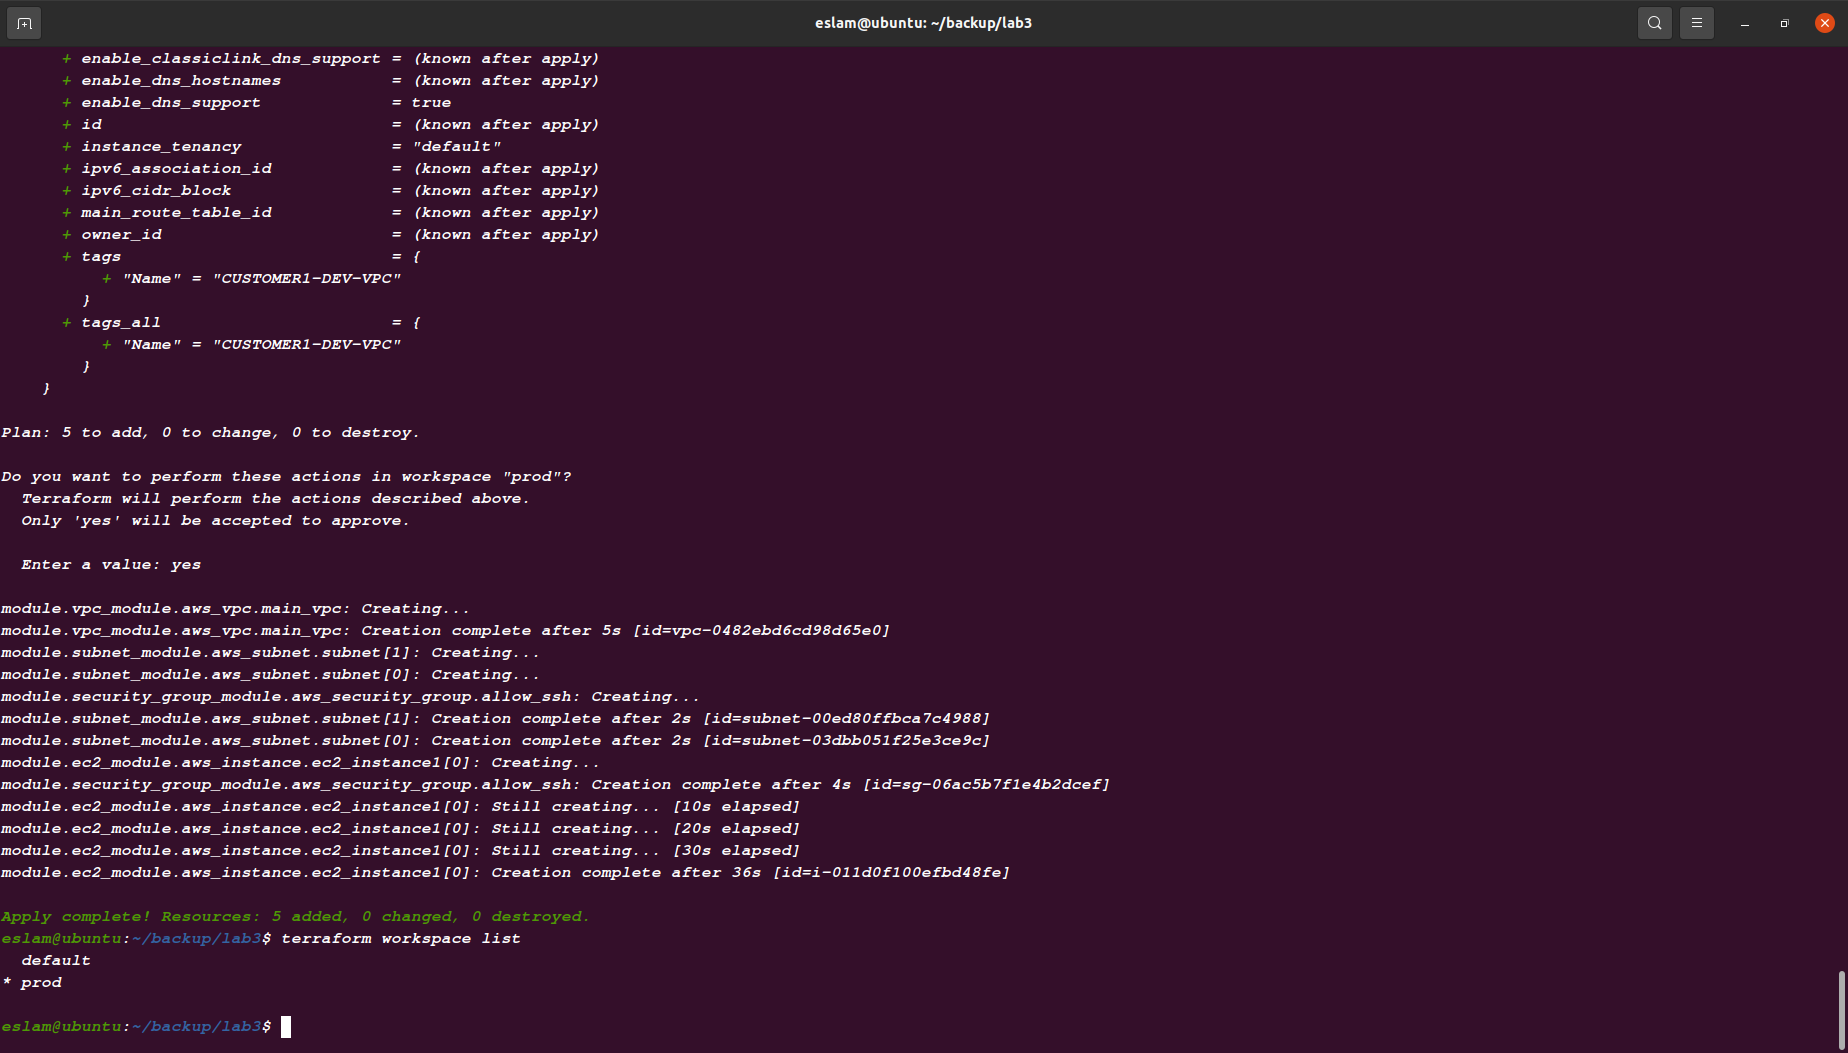 eslam@ubuntu: ~/backup/lab3
+ enable_classiclink_dns_support = (known after apply)
+ enable_dns_hostnames = (known after apply)
+ enable_dns_support = true
+ id = (known after apply)
+ instance_tenancy = "default"
+ ipv6_association_id = (known after apply)
+ ipv6_cidr_block = (known after apply)
+ main_route_table_id = (known after apply)
+ owner_id = (known after apply)
+ tags = {
+ "Name" = "CUSTOMER1-DEV-VPC"
}
+ tags_all = {
+ "Name" = "CUSTOMER1-DEV-VPC"
}
}
Plan: 5 to add, 0 to change, 0 to destroy.
Do you want to perform these actions in workspace "prod"?
Terraform will perform the actions described above.
Only 'yes' will be accepted to approve.
Enter a value: yes
module.vpc_module.aws_vpc.main_vpc: Creating...
module.vpc_module.aws_vpc.main_vpc: Creation complete after 5s [id=vpc-0482ebd6cd98d65e0]
module.subnet_module.aws_subnet.subnet[1]: Creating...
module.subnet_module.aws_subnet.subnet[0]: Creating...
module.security_group_module.aws_security_group.allow_ssh: Creating...
module.subnet_module.aws_subnet.subnet[1]: Creation complete after 2s [id=subnet-00ed80ffbca7c4988]
module.subnet_module.aws_subnet.subnet[0]: Creation complete after 2s [id=subnet-03dbb051f25e3ce9c]
module.ec2_module.aws_instance.ec2_instance1[0]: Creating...
module.security_group_module.aws_security_group.allow_ssh: Creation complete after 4s [id=sg-06ac5b7f1e4b2dcef]
module.ec2_module.aws_instance.ec2_instance1[0]: Still creating... [10s elapsed]
module.ec2_module.aws_instance.ec2_instance1[0]: Still creating... [20s elapsed]
module.ec2_module.aws_instance.ec2_instance1[0]: Still creating... [30s elapsed]
module.ec2_module.aws_instance.ec2_instance1[0]: Creation complete after 36s [id=i-011d0f100efbd48fe]
Apply complete! Resources: 5 added, 0 changed, 0 destroyed.
eslam@ubuntu:~/backup/lab3$ terraform workspace list
default
* prod
eslam@ubuntu:~/backup/lab3$